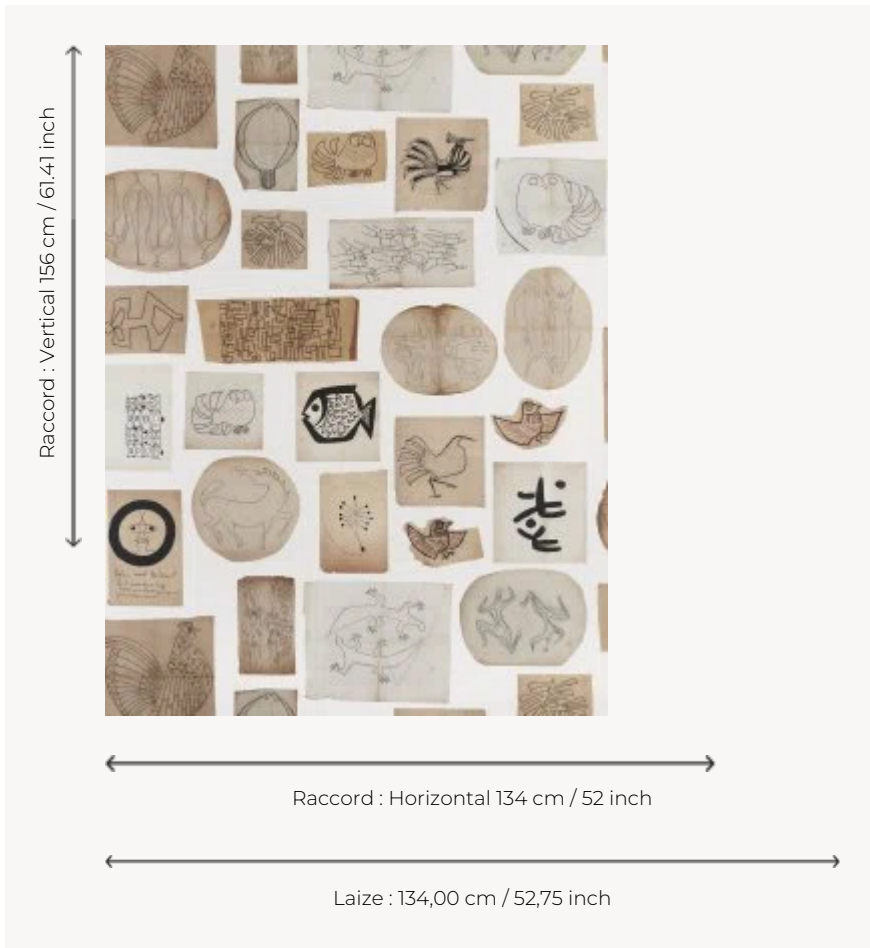 Raccord : Vertical 156 cm / 61.41 inch
Raccord : Horizontal 134 cm / 52 inch
Laize : 134,00 cm / 52,75 inch